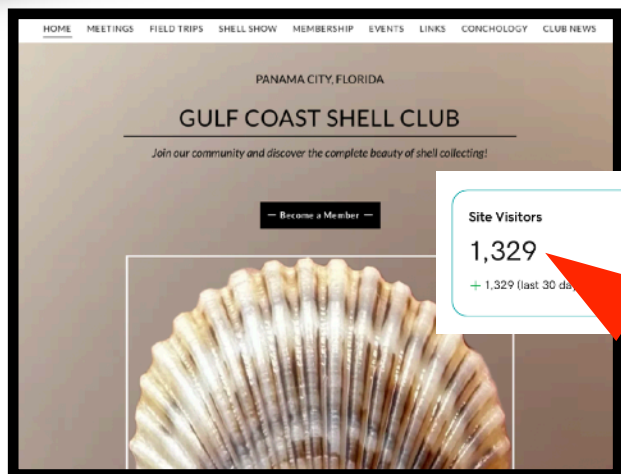 HOME MEETINGS FIELD TRIPS SHELL SHOW MEMBERSHIP EVENTS LINKS CONCHOLOGY CLUB NEWS
PANAMA CITY, FLORIDA
GULF COAST SHELL CLUB
Join our community and discover the complete beauty of shell collecting!
— Become a Member —
Site Visitors
1,329
+ 1,329 (last 30